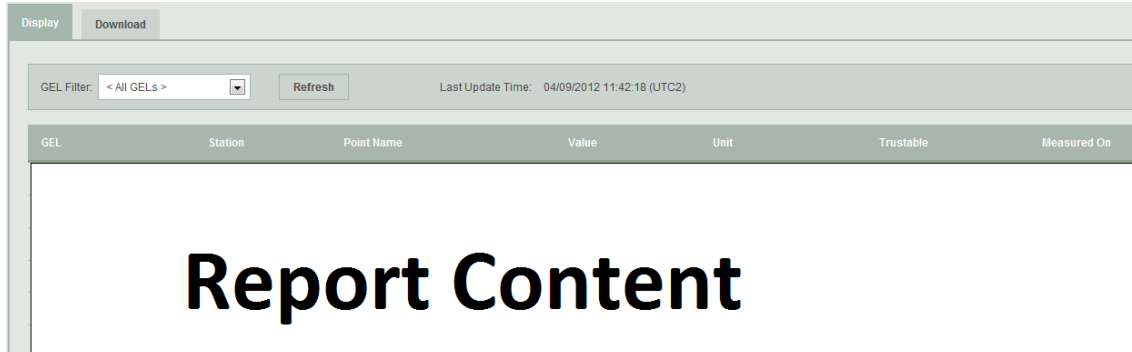 Display Download
GEL Filter: < All GELs > Refresh Last Update Time: 04/09/2012 11:42:18 (UTC2)
GEL Station Point Name Value Unit Trustable Measured On
Report Content